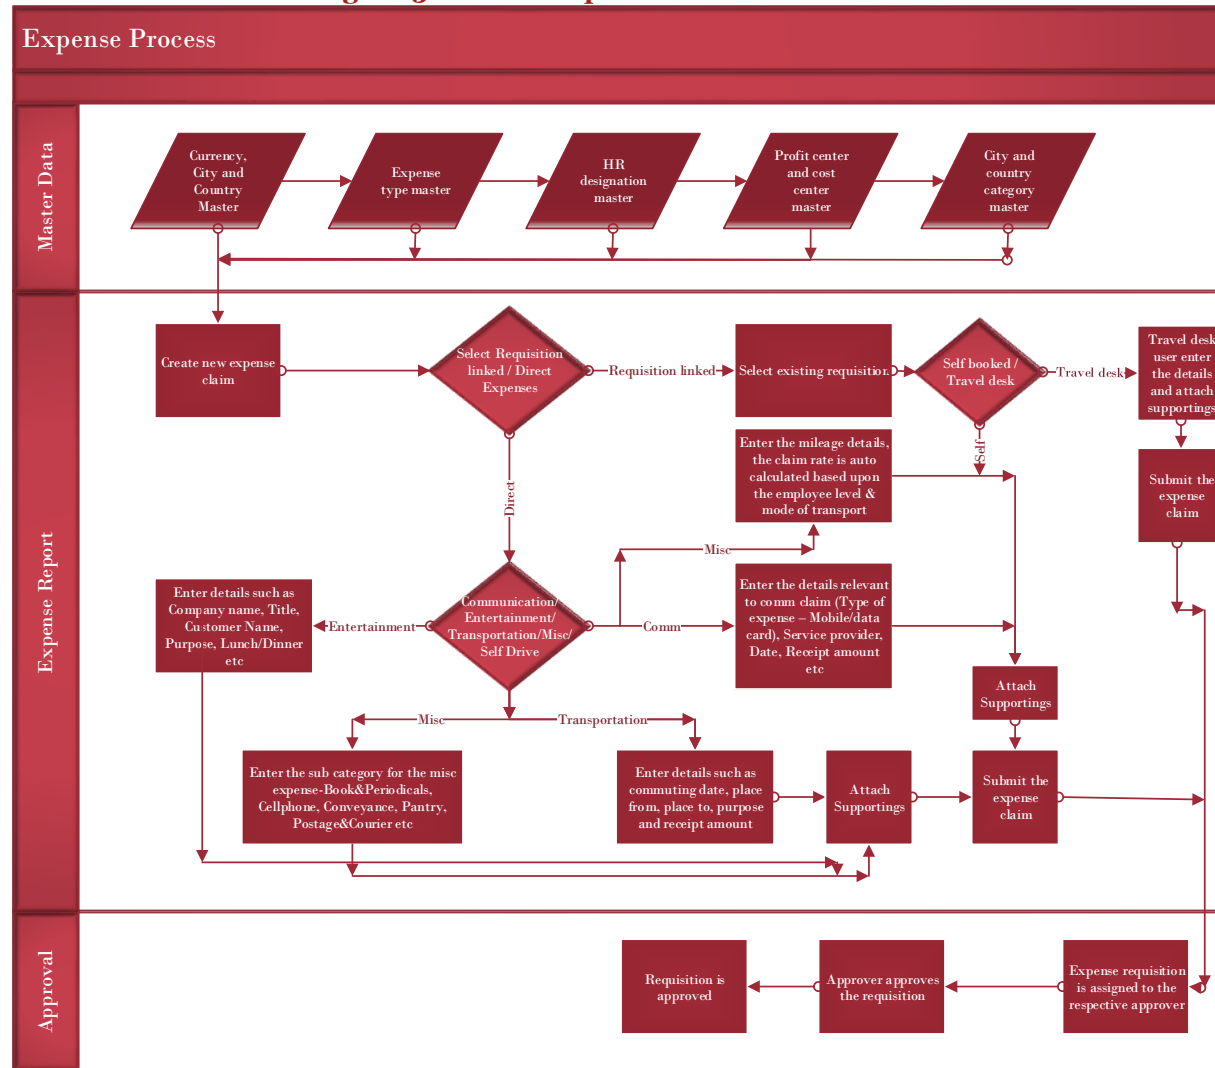 Expense Process
Master Data
Currency,
City and
Country
Master
Expense
type master
HR
designation
master
Profit center
and cost
center
master
City and
country
category
master
Expense Report
Create new expense
claim
Select Requisition
linked / Direct
Expenses
Requisition linked
Select existing requisition
Self booked /
Travel desk
Travel desk
Travel desk
user enter
the details
and attach
supportings
Self
Direct
Enter the mileage details,
the claim rate is auto
calculated based upon
the employee level &
mode of transport
Submit the
expense
claim
Misc
Enter details such as
Company name, Title,
Customer Name,
Purpose, Lunch/Dinner
etc
Entertainment
Communication/
Entertainment/
Transportation/Misc/
Self Drive
Comm
Enter the details relevant
to comm claim (Type of
expense – Mobile/data
card), Service provider,
Date, Receipt amount
etc
Attach
Supportings
Misc
Transportation
Enter the sub category for the misc
expense-Book&Periodicals,
Cellphone, Conveyance, Pantry,
Postage&Courier etc
Enter details such as
commuting date, place
from, place to, purpose
and receipt amount
Attach
Supportings
Submit the
expense
claim
Approval
Requisition is
approved
Approver approves
the requisition
Expense requisition
is assigned to the
respective approver